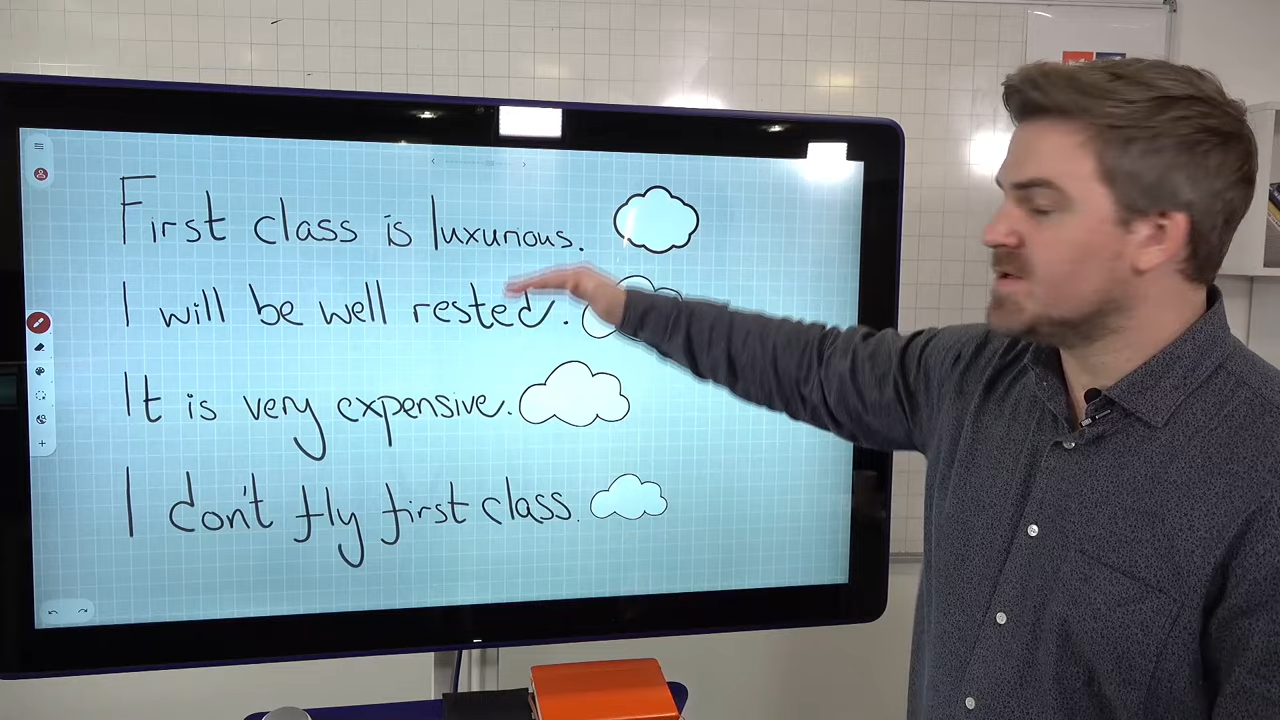 First class is luxurious.
I will be well rested.
It is very expensive.
I don't fly first class.